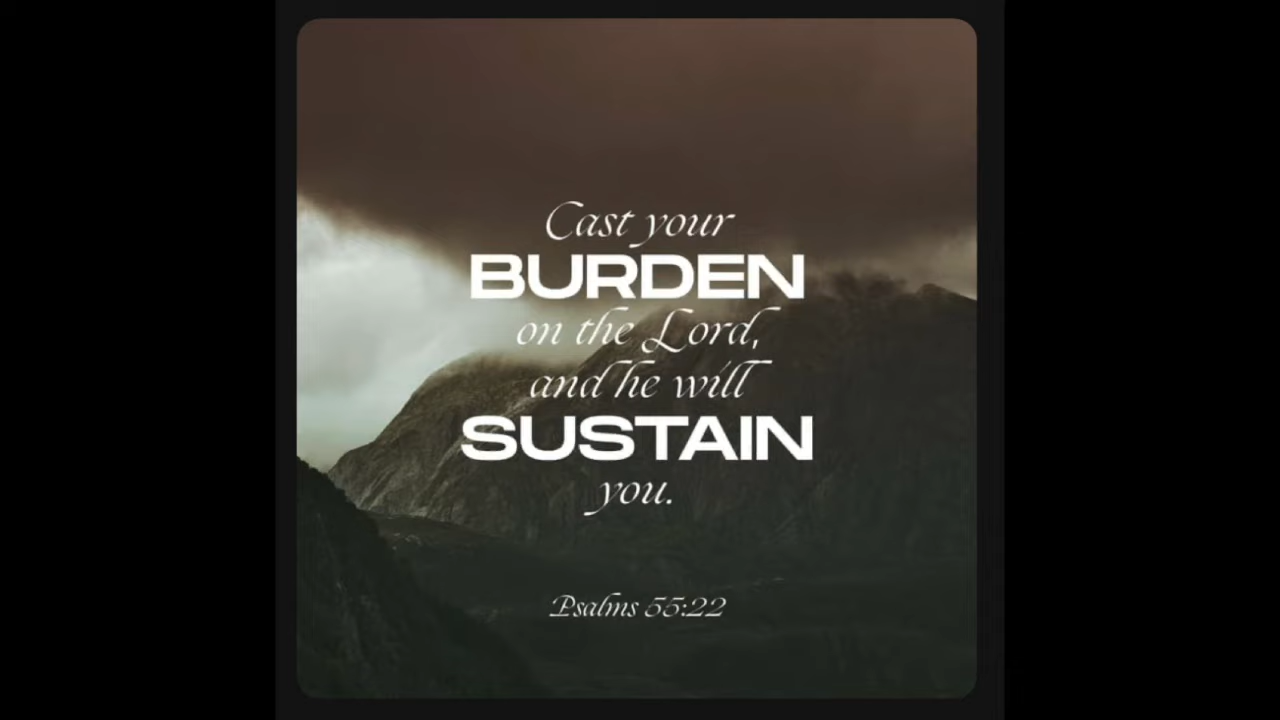 Cast your
BURDEN
on the Lord,
and he will
SUSTAIN
you.
Psalms 55:22